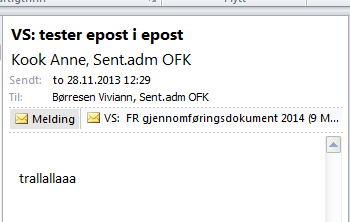 VS: tester epost i epost
Kook Anne, Sent.adm OFK
Sendt: to 28.11.2013 12:29
Til: Børresen Viviann, Sent.adm OFK
Melding VS: FR gjennomføringsdokument 2014 (9 M...
trallallaaa